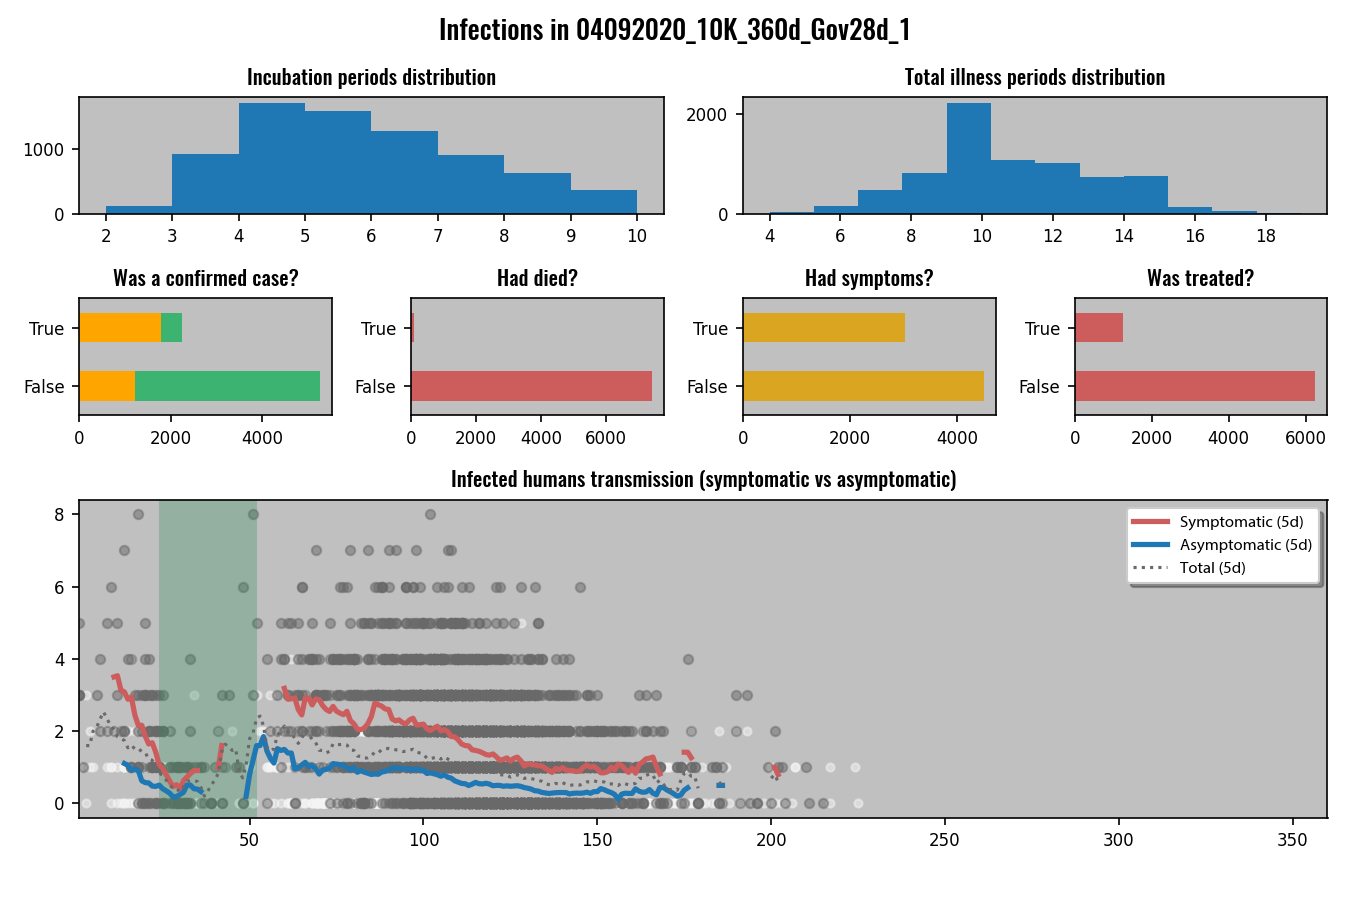 Infections in 04092020_10K_360d_Gov28d_1
Incubation periods distribution
Total illness periods distribution
1000
0
2 3 4 5 6 7 8 9 10
2000
0
4 6 8 10 12 14 16 18
Was a confirmed case?
Had died?
Had symptoms?
Was treated?
True
False
0 2000 4000
True
False
0 2000 4000 6000
True
False
0 2000 4000
True
False
0 2000 4000 6000
Infected humans transmission (symptomatic vs asymptomatic)
8
6
4
2
0
Symptomatic (5d)
Asymptomatic (5d)
Total (5d)
50 100 150 200 250 300 350